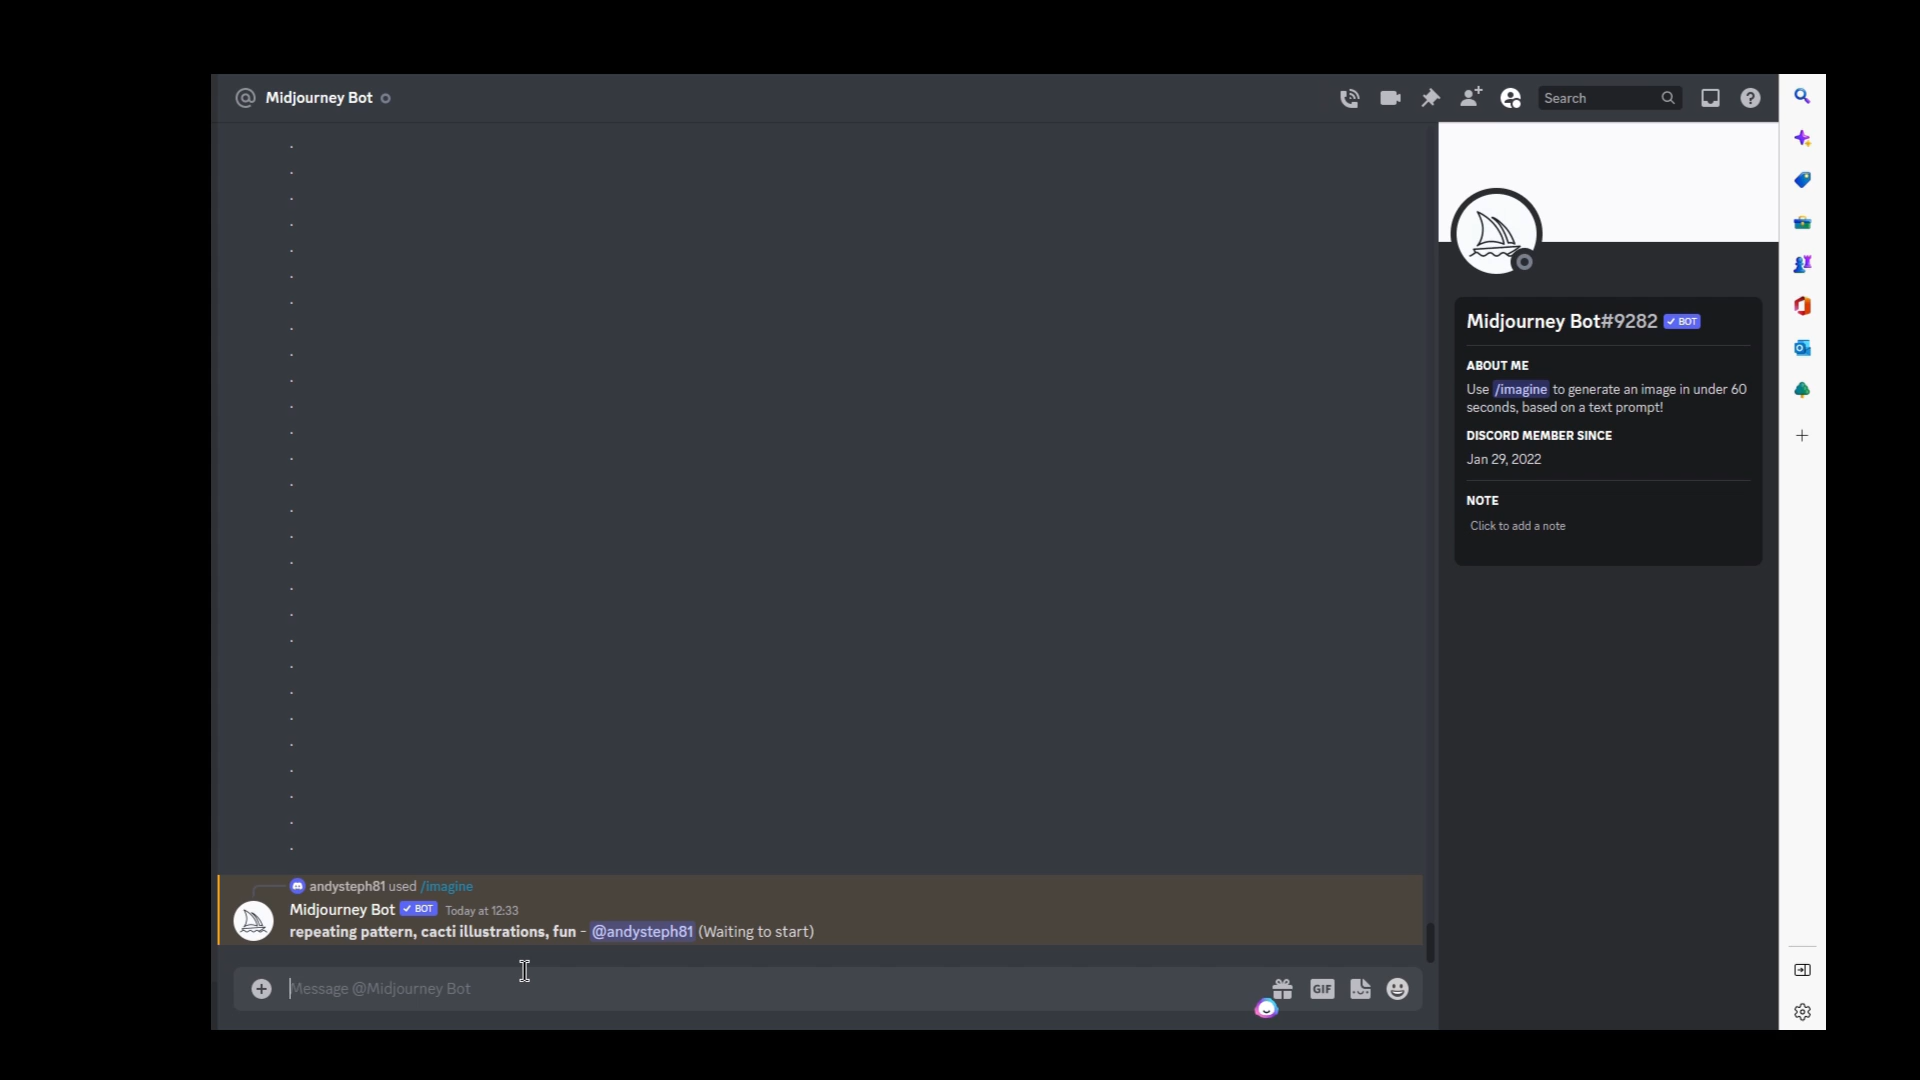 Midjourney Bot
Search
Midjourney Bot#9282 BOT
ABOUT ME
Use /imagine to generate an image in under 60
seconds, based on a text prompt!
DISCORD MEMBER SINCE
Jan 29, 2022
NOTE
Click to add a note
andysteph81 used /imagine
Midjourney Bot BOT Today at 12:33
repeating pattern, cacti illustrations, fun - @andysteph81 (Waiting to start)
Message @Midjourney Bot
GIF